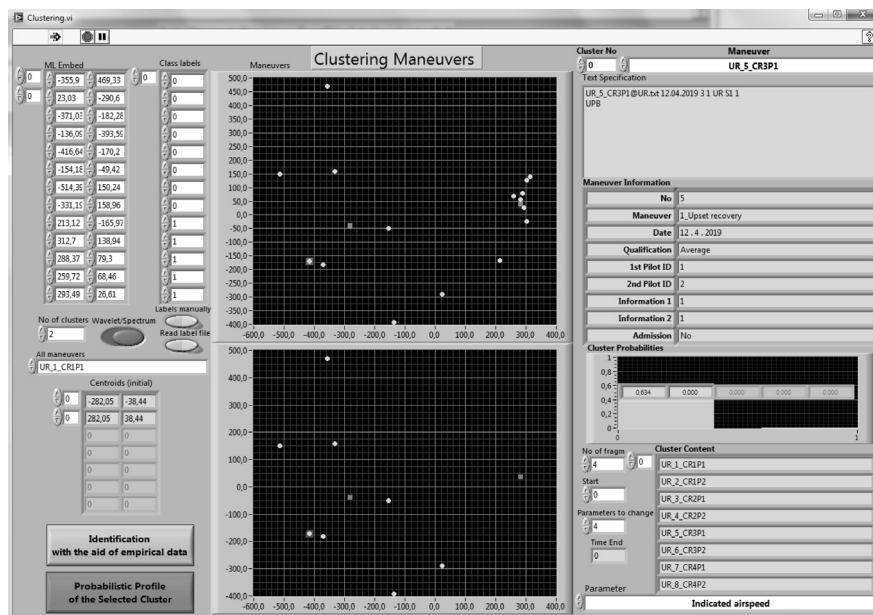 Clustering.vi
Clustering Maneuvers
ML Embed
Class labels
0
-355,9 469,33
0
0
0
23,03 -290,6
0
-371,03 -182,28
0
-136,09 -393,59
0
-416,64 -170,2
0
-154,18 -49,42
0
-514,39 150,24
0
-331,19 158,96
0
213,12 -165,97
1
312,7 138,94
1
288,37 79,3
1
259,72 68,46
1
293,49 26,61
1
No of clusters
2
Wavelet/Spectrum
Labels manually
Read label file
All maneuvers
UR_1_CR1P1
Centroids (initial)
0
-282,05 -38,44
0
282,05 38,44
0 0
0 0
0 0
0 0
Identification
with the aid of empirical data
Probabilistic Profile
of the Selected Cluster
Maneuvers
500,0
450,0
400,0
350,0
300,0
250,0
200,0
150,0
100,0
50,0
0,0
-50,0
-100,0
-150,0
-200,0
-250,0
-300,0
-350,0
-400,0
-600,0 -500,0 -400,0 -300,0 -200,0 -100,0 0,0 100,0 200,0 300,0 400,0
500,0
400,0
300,0
200,0
100,0
0,0
-100,0
-200,0
-300,0
-400,0
-600,0 -500,0 -400,0 -300,0 -200,0 -100,0 0,0 100,0 200,0 300,0 400,0
Cluster No
Maneuver
0
UR_5_CR3P1
Text Specification
UR_5_CR3P1@UR.txt 12.04.2019 3 1 UR S1 1
UPB
Maneuver Information
No 5
Maneuver 1_Upset recovery
Date 12 . 4 . 2019
Qualification Average
1st Pilot ID 1
2nd Pilot ID 2
Information 1 1
Information 2 1
Admission No
Cluster Probabilities
1
0,8
0,6
0,4
0,2
0
0,634 0,000 0,000 0,000 0,000
0 1
No of fragm
4
0
Start
0
Parameters to change
4
Time End
0
Cluster Content
UR_1_CR1P1
UR_2_CR1P2
UR_3_CR2P1
UR_4_CR2P2
UR_5_CR3P1
UR_6_CR3P2
UR_7_CR4P1
UR_8_CR4P2
Parameter
Indicated airspeed